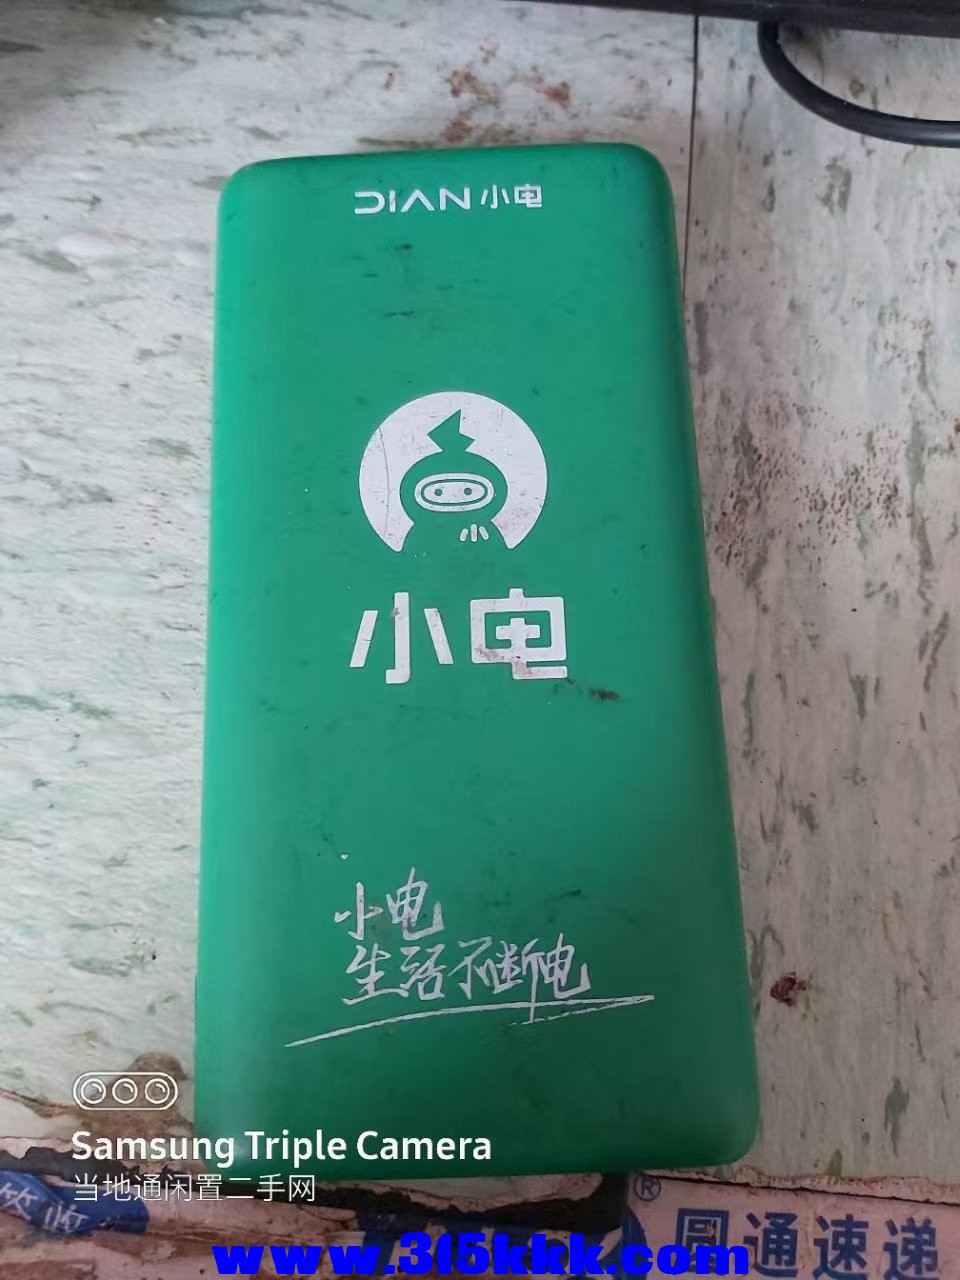 DIAN 小电
小
小电
小电
生活不断电
Samsung Triple Camera
当地通闲置二手网
®
圆通速递
www.315kkk.com